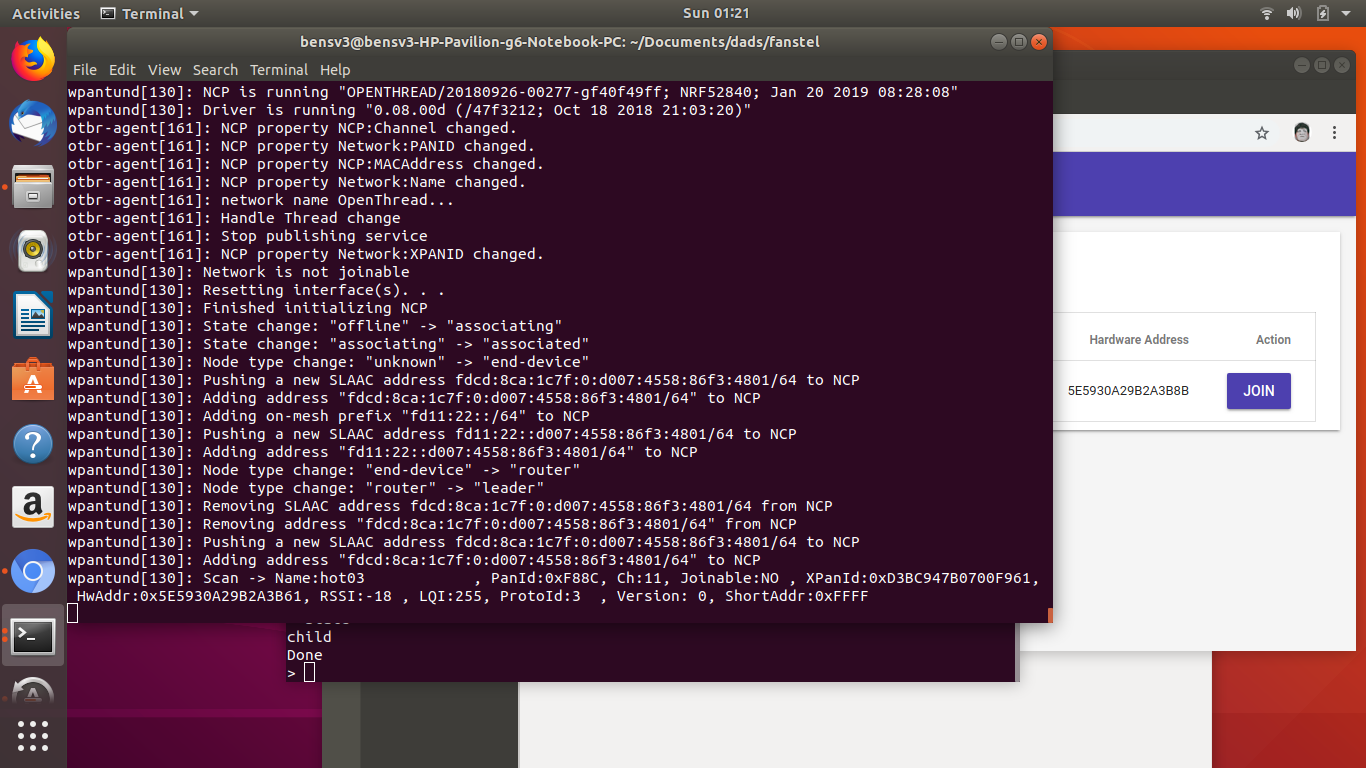 Activities
Terminal
Sun 01:21
bensv3@bensv3-HP-Pavilion-g6-Notebook-PC: ~/Documents/dads/fanstel
File Edit View Search Terminal Help
wpantund[130]: NCP is running "OPENTHREAD/20180926-00277-gf40f49ff; NRF52840; Jan 20 2019 08:28:08"
wpantund[130]: Driver is running "0.08.00d (/47f3212; Oct 18 2018 21:03:20)"
otbr-agent[161]: NCP property NCP:Channel changed.
otbr-agent[161]: NCP property Network:PANID changed.
otbr-agent[161]: NCP property NCP:MACAddress changed.
otbr-agent[161]: NCP property Network:Name changed.
otbr-agent[161]: network name OpenThread...
otbr-agent[161]: Handle Thread change
otbr-agent[161]: Stop publishing service
otbr-agent[161]: NCP property Network:XPANID changed.
wpantund[130]: Network is not joinable
wpantund[130]: Resetting interface(s). . .
wpantund[130]: Finished initializing NCP
wpantund[130]: State change: "offline" -> "associating"
wpantund[130]: State change: "associating" -> "associated"
wpantund[130]: Node type change: "unknown" -> "end-device"
wpantund[130]: Pushing a new SLAAC address fdcd:8ca:1c7f:0:d007:4558:86f3:4801/64 to NCP
wpantund[130]: Adding address "fdcd:8ca:1c7f:0:d007:4558:86f3:4801/64" to NCP
wpantund[130]: Adding on-mesh prefix "fd11:22::/64" to NCP
wpantund[130]: Pushing a new SLAAC address fd11:22::d007:4558:86f3:4801/64 to NCP
wpantund[130]: Adding address "fd11:22::d007:4558:86f3:4801/64" to NCP
wpantund[130]: Node type change: "end-device" -> "router"
wpantund[130]: Node type change: "router" -> "leader"
wpantund[130]: Removing SLAAC address fdcd:8ca:1c7f:0:d007:4558:86f3:4801/64 from NCP
wpantund[130]: Removing address "fdcd:8ca:1c7f:0:d007:4558:86f3:4801/64" from NCP
wpantund[130]: Pushing a new SLAAC address fdcd:8ca:1c7f:0:d007:4558:86f3:4801/64 to NCP
wpantund[130]: Adding address "fdcd:8ca:1c7f:0:d007:4558:86f3:4801/64" to NCP
wpantund[130]: Scan -> Name:hot03            , PanId:0xF88C, Ch:11, Joinable:NO , XPanId:0xD3BC947B0700F961,
HwAddr:0x5E5930A29B2A3B61, RSSI:-18 , LQI:255, ProtoId:3  , Version: 0, ShortAddr:0xFFFF
child
Done
>
Hardware Address
Action
5E5930A29B2A3B8B
JOIN